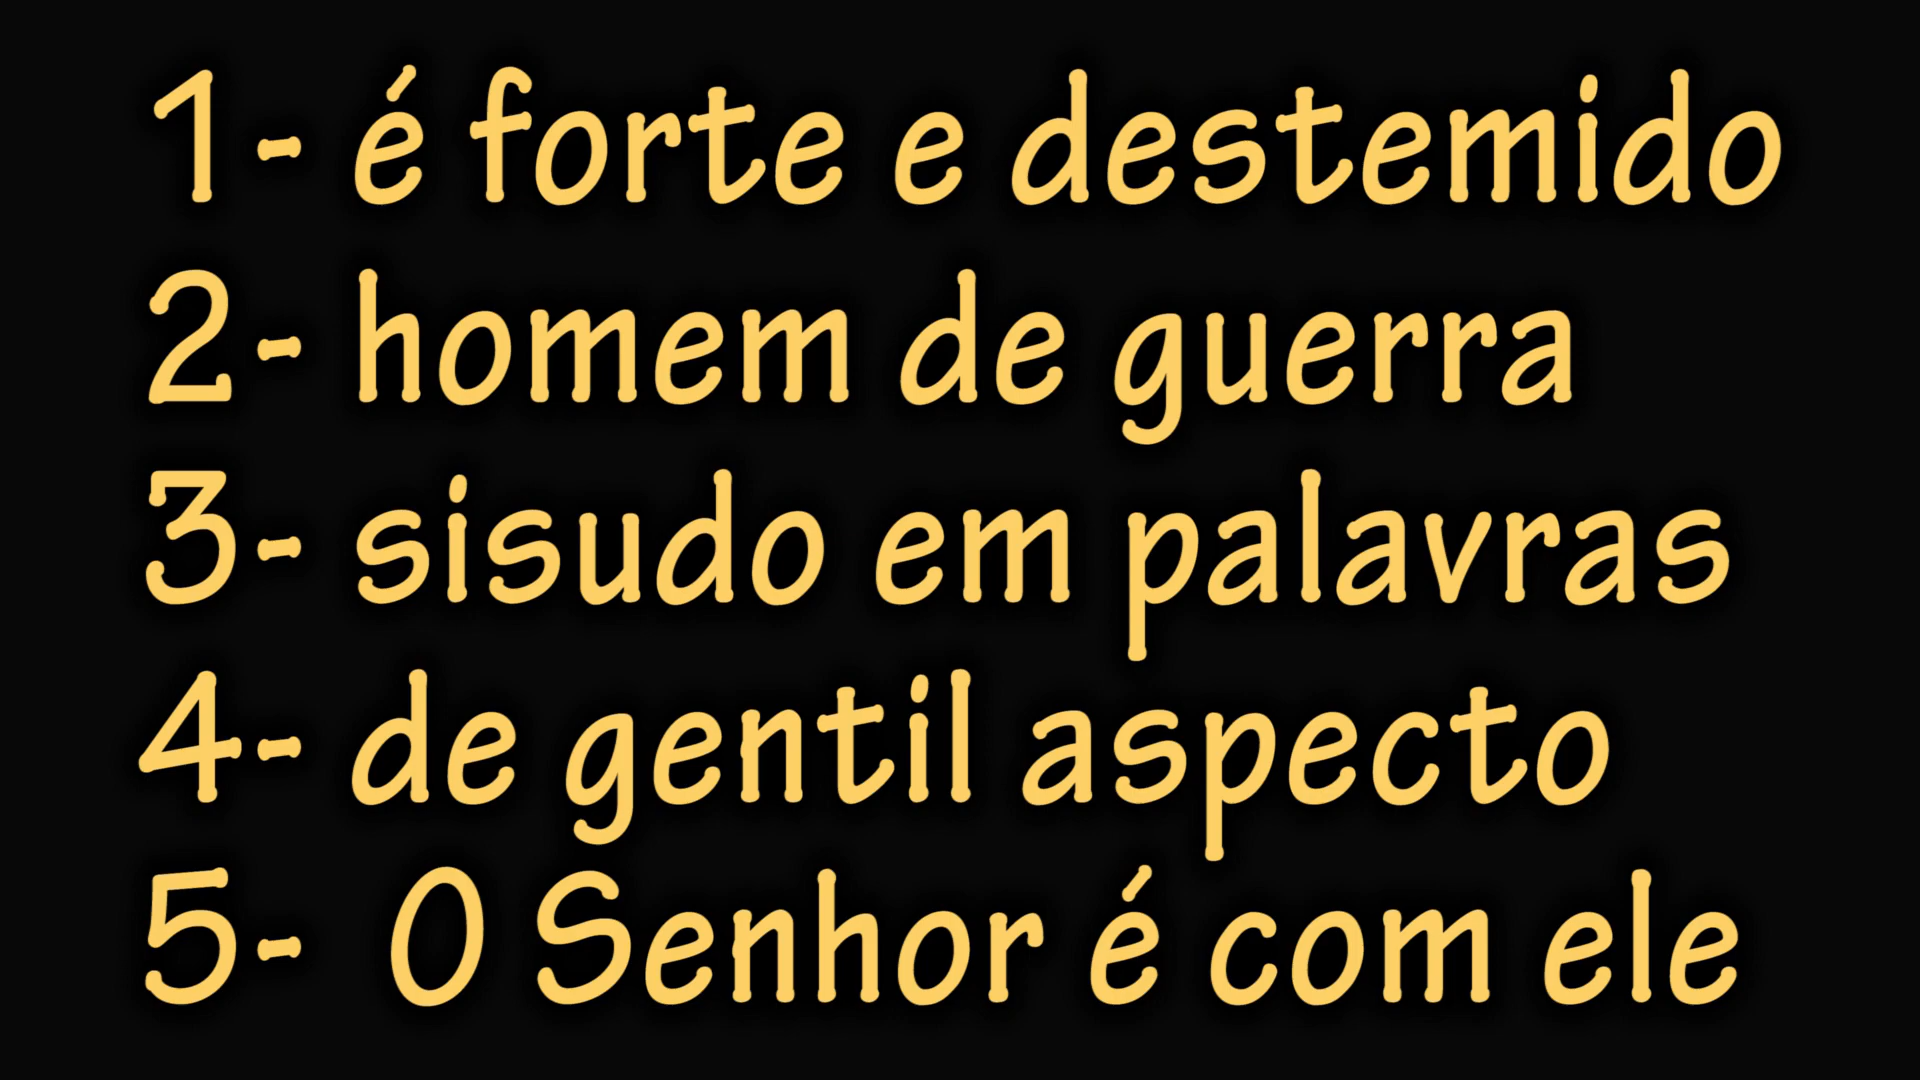 1- é forte e destemido
2- homem de guerra
3- sisudo em palavras
4- de gentil aspecto
5- O Senhor é com ele